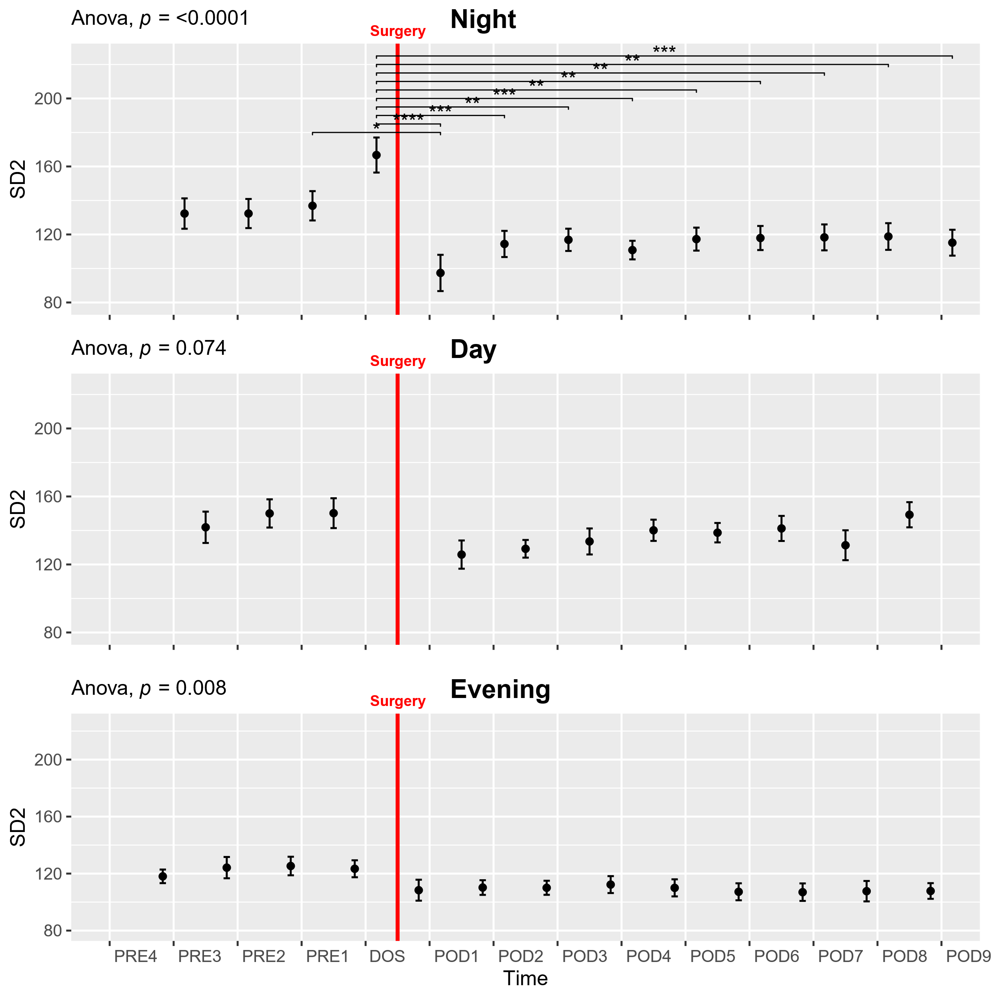 Anova, p = <0.0001
Night
Surgery
***
**
**
**
**
***
**
***
****
*
SD2
200
160
120
80
Anova, p = 0.074
Day
Surgery
SD2
200
160
120
80
Anova, p = 0.008
Evening
Surgery
SD2
200
160
120
80
PRE4 PRE3 PRE2 PRE1 DOS POD1 POD2 POD3 POD4 POD5 POD6 POD7 POD8 POD9
Time